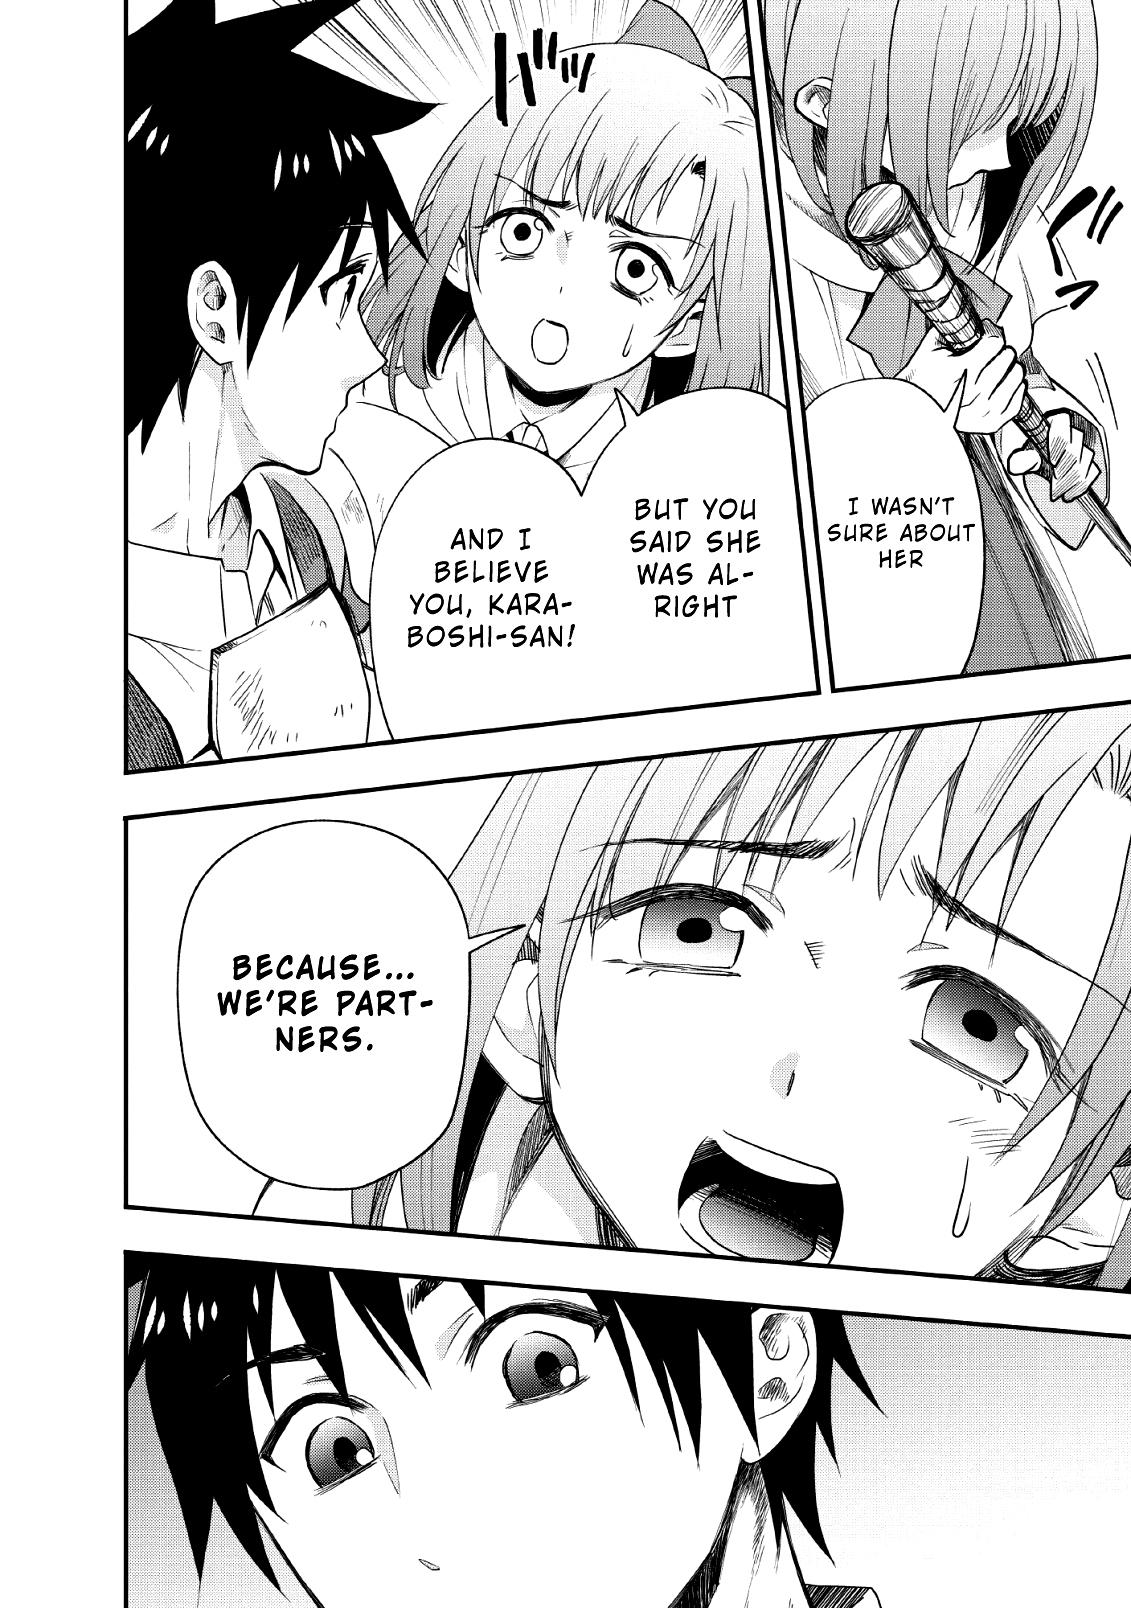 I WASN'T
SURE ABOUT
HER
BUT YOU
SAID SHE
WAS AL-
RIGHT
AND I
BELIEVE
YOU, KARA-
BOSHI-SAN!
BECAUSE...
WE'RE PART-
NERS.